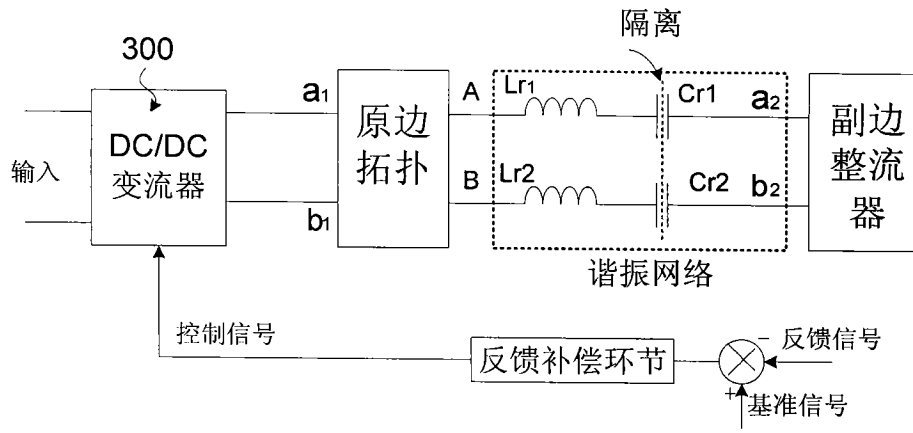 300
隔离
a1
A
Lr1
Cr1
a2
输入
DC/DC
变流器
原边
拓扑
副边
整流
器
b1
B
Lr2
Cr2
b2
谐振网络
控制信号
反馈补偿环节
－
反馈信号
+
基准信号